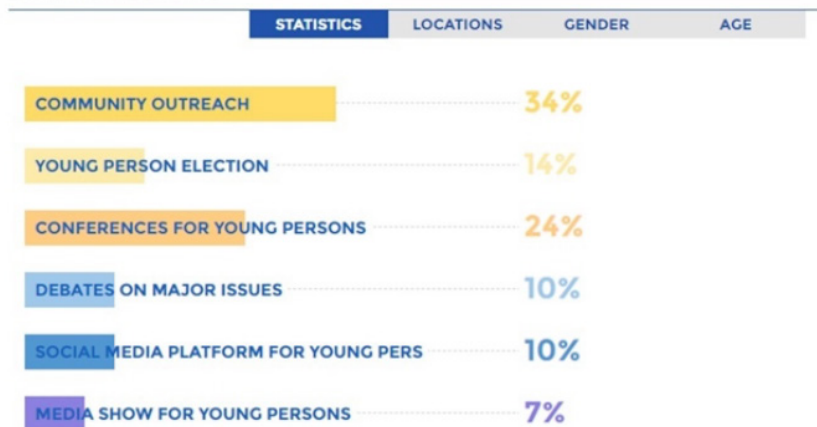 STATISTICS LOCATIONS GENDER AGE
COMMUNITY OUTREACH 34%
YOUNG PERSON ELECTION 14%
CONFERENCES FOR YOUNG PERSONS 24%
DEBATES ON MAJOR ISSUES 10%
SOCIAL MEDIA PLATFORM FOR YOUNG PERS 10%
MEDIA SHOW FOR YOUNG PERSONS 7%